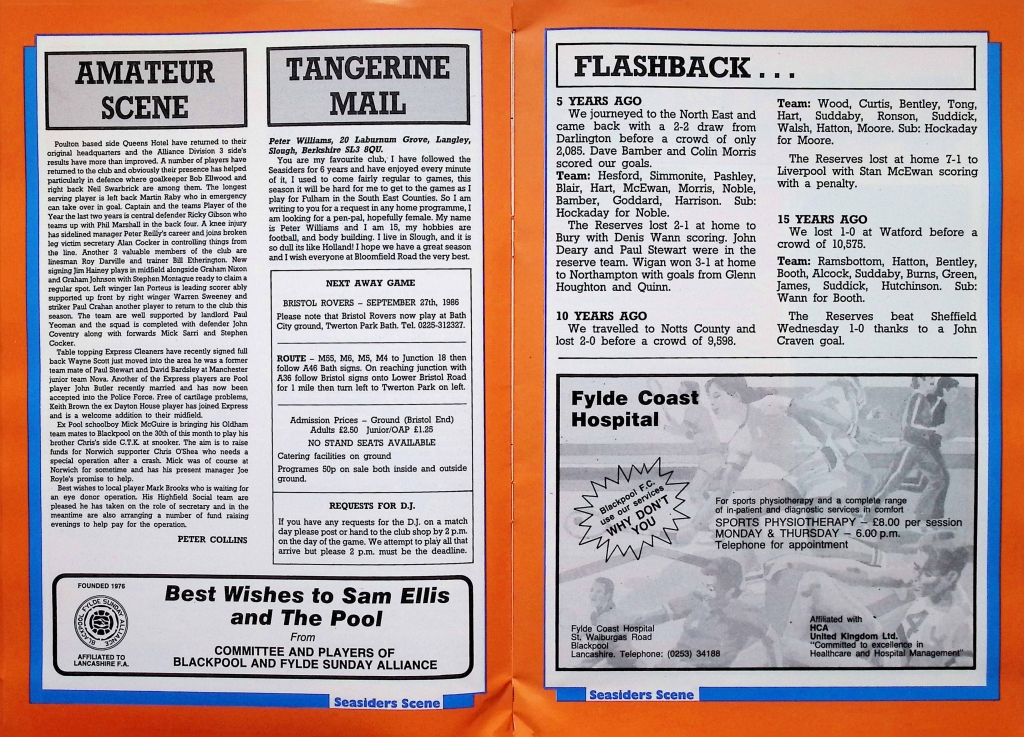 AMATEUR
SCENE
Poulton based side Queens Hotel have returned to their
original headquarters and the Alliance Division 3 side's
results have more than improved. A number of players have
returned to the club and obviously their presence has helped
particularly in defence where goalkeeper Bob Ellwood and
right back Neil Swarbrick are among them. The longest
serving player is left back Martin Raby who in emergency
can take over in goal. Captain and the teams Player of the
Year the last two years is central defender Ricky Gibson who
teams up with Phil Marshall in the back four. A knee injury
has sidelined manager Peter Reilly's career and joins broken
leg victim secretary Alan Cocker in controlling things from
the line. Another 2 valuable members of the club are
linesman Roy Darville and trainer Bill Etherington. New
signing Jim Hainey plays in midfield alongside Graham Nixon
and Graham Johnson with Stephen Montague ready to claim a
regular spot. Left winger Ian Porteus is leading scorer ably
supported up front by right winger Warren Sweeney and
striker Paul Crahan another player to return to the club this
season. The team are well supported by landlord Paul
Yeoman and the squad is completed with defender John
Coventry along with forwards Mick Sarri and Stephen
Cocker.
Table topping Express Cleaners have recently signed full
back Wayne Scott just moved into the area he was a former
team mate of Paul Stewart and David Bardsley at Manchester
junior team Nova. Another of the Express players are Pool
player John Butler recently married and has now been
accepted into the Police Force. Free of cartilage problems,
Keith Brown the ex Dayton House player has joined Express
and is a welcome addition to their midfield.
Ex Pool schoolboy Mick McGuire is bringing his Oldham
team mates to Blackpool on the 30th of this month to play his
brother Chris's side C.T.K. at snooker. The aim is to raise
funds for Norwich supporter Chris O'Shea who needs a
special operation after a crash. Mick was of course at
Norwich for sometime and has his present manager Joe
Royle's promise to help.
Best wishes to local player Mark Brooks who is waiting for
an eye donor operation. His Highfield Social team are
pleased he has taken on the role of secretary and in the
meantime are also arranging a number of fund raising
evenings to help pay for the operation.
PETER COLLINS
TANGERINE
MAIL
Peter Williams, 20 Laburnum Grove, Langley,
Slough, Berkshire SL3 8QU.
You are my favourite club, I have followed the
Seasiders for 6 years and have enjoyed every minute
of it, I used to come fairly regular to games, this
season it will be hard for me to get to the games as I
play for Fulham in the South East Counties. So I am
writing to you for a request in any home programme, I
am looking for a pen-pal, hopefully female. My name
is Peter Williams and I am 15, my hobbies are
football, and body building. I live in Slough, and it is
so dull its like Holland! I hope we have a great season
and I wish everyone at Bloomfield Road the very best.
NEXT AWAY GAME
BRISTOL ROVERS – SEPTEMBER 27th, 1986
Please note that Bristol Rovers now play at Bath
City ground, Twerton Park Bath. Tel. 0225-312327.
ROUTE – M55, M6, M5, M4 to Junction 18 then
follow A46 Bath signs. On reaching junction with
A36 follow Bristol signs onto Lower Bristol Road
for 1 mile then turn left to Twerton Park on left.
Admission Prices – Ground (Bristol End)
Adults £2.50 Junior/OAP £1.25
NO STAND SEATS AVAILABLE
Catering facilities on ground
Programes 50p on sale both inside and outside
ground.
REQUESTS FOR D.J.
If you have any requests for the D.J. on a match
day please post or hand to the club shop by 2 p.m.
on the day of the game. We attempt to play all that
arrive but please 2 p.m. must be the deadline.
FOUNDED 1976
BLACKPOOL FYLDE SUNDAY ALLIANCE
AFFILIATED TO
LANCASHIRE F.A.
Best Wishes to Sam Ellis
and The Pool
From
COMMITTEE AND PLAYERS OF
BLACKPOOL AND FYLDE SUNDAY ALLIANCE
Seasiders Scene
FLASHBACK . . .
5 YEARS AGO
We journeyed to the North East and
came back with a 2-2 draw from
Darlington before a crowd of only
2,085. Dave Bamber and Colin Morris
scored our goals.
Team: Hesford, Simmonite, Pashley,
Blair, Hart, McEwan, Morris, Noble,
Bamber, Goddard, Harrison. Sub:
Hockaday for Noble.
The Reserves lost 2-1 at home to
Bury with Denis Wann scoring. John
Deary and Paul Stewart were in the
reserve team. Wigan won 3-1 at home
to Northampton with goals from Glenn
Houghton and Quinn.
10 YEARS AGO
We travelled to Notts County and
lost 2-0 before a crowd of 9,598.
Team: Wood, Curtis, Bentley, Tong,
Hart, Suddaby, Ronson, Suddick,
Walsh, Hatton, Moore. Sub: Hockaday
for Moore.
The Reserves lost at home 7-1 to
Liverpool with Stan McEwan scoring
with a penalty.
15 YEARS AGO
We lost 1-0 at Watford before a
crowd of 10,575.
Team: Ramsbottom, Hatton, Bentley,
Booth, Alcock, Suddaby, Burns, Green,
James, Suddick, Hutchinson. Sub:
Wann for Booth.
The Reserves beat Sheffield
Wednesday 1-0 thanks to a John
Craven goal.
Fylde Coast
Hospital
Blackpool F.C.
use our services
WHY DON'T
YOU
For sports physiotherapy and a complete range
of in-patient and diagnostic services in comfort
SPORTS PHYSIOTHERAPY – £8.00 per session
MONDAY & THURSDAY – 6.00 p.m.
Telephone for appointment
Fylde Coast Hospital
St. Walburgas Road
Blackpool
Lancashire. Telephone: (0253) 34188
Affiliated with
HCA
United Kingdom Ltd.
"Committed to excellence in
Healthcare and Hospital Management"
Seasiders Scene